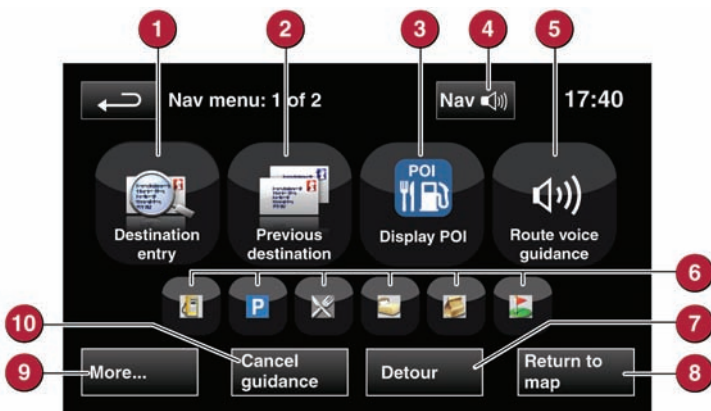 1 2 3 4 5
Nav menu: 1 of 2 Nav 17:40
POI
Destination entry
Previous destination
Display POI
Route voice guidance
P
6
10
7
More...
Cancel guidance
Detour
Return to map
9
8